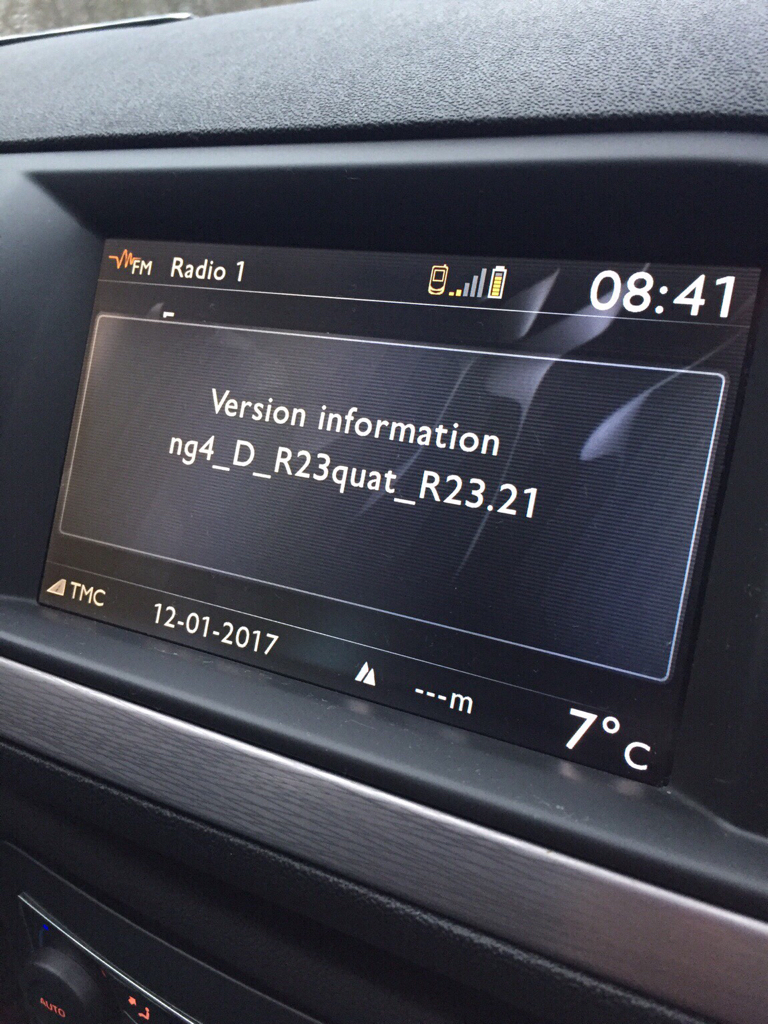 FM Radio 1 08:41
Version information
ng4_D_R23quat_R23.21
TMC 12-01-2017 ---m 7°C
AUTO